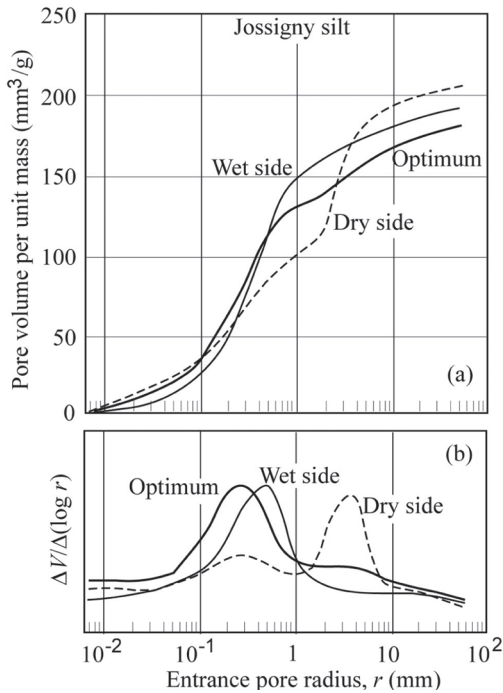 Jossigny silt
Pore volume per unit mass (mm³/g)
250
200
150
100
50
0
Wet side
Optimum
Dry side
(a)
(b)
ΔV/Δ(log r)
Optimum
Wet side
Dry side
10⁻²
10⁻¹
1
10
10²
Entrance pore radius, r (mm)